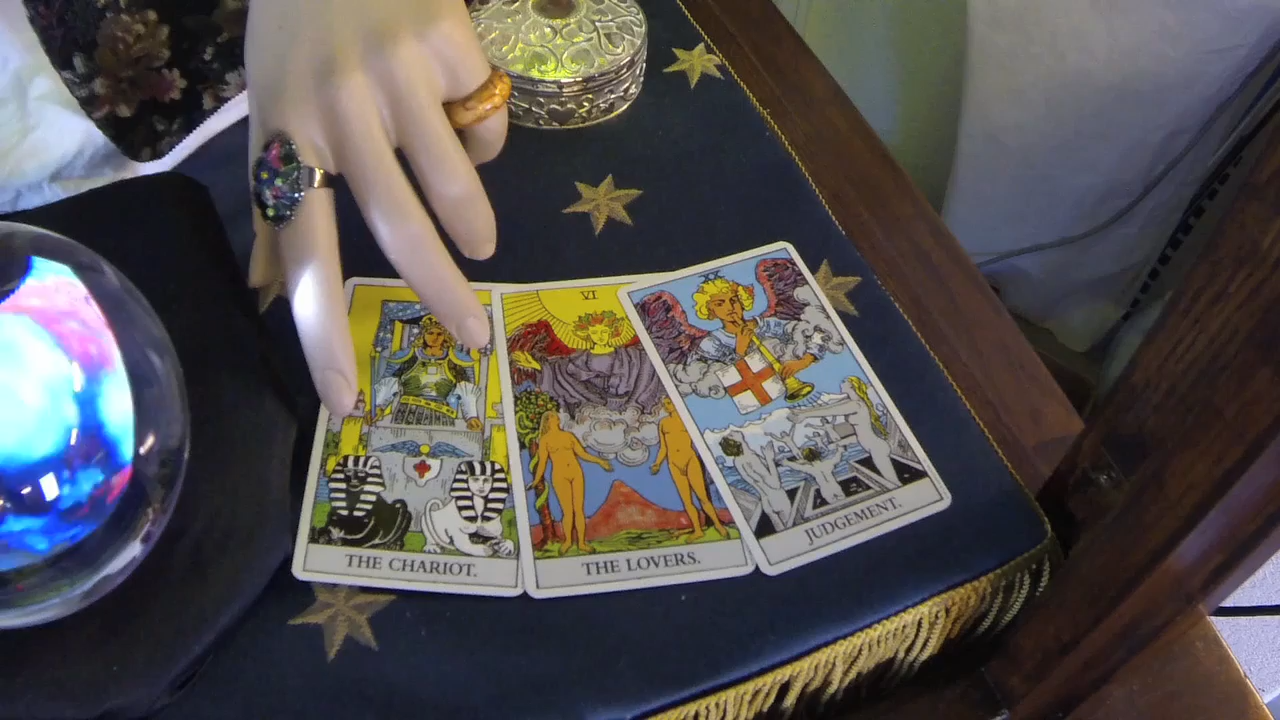 VI
XX
THE CHARIOT.
THE LOVERS.
JUDGEMENT.